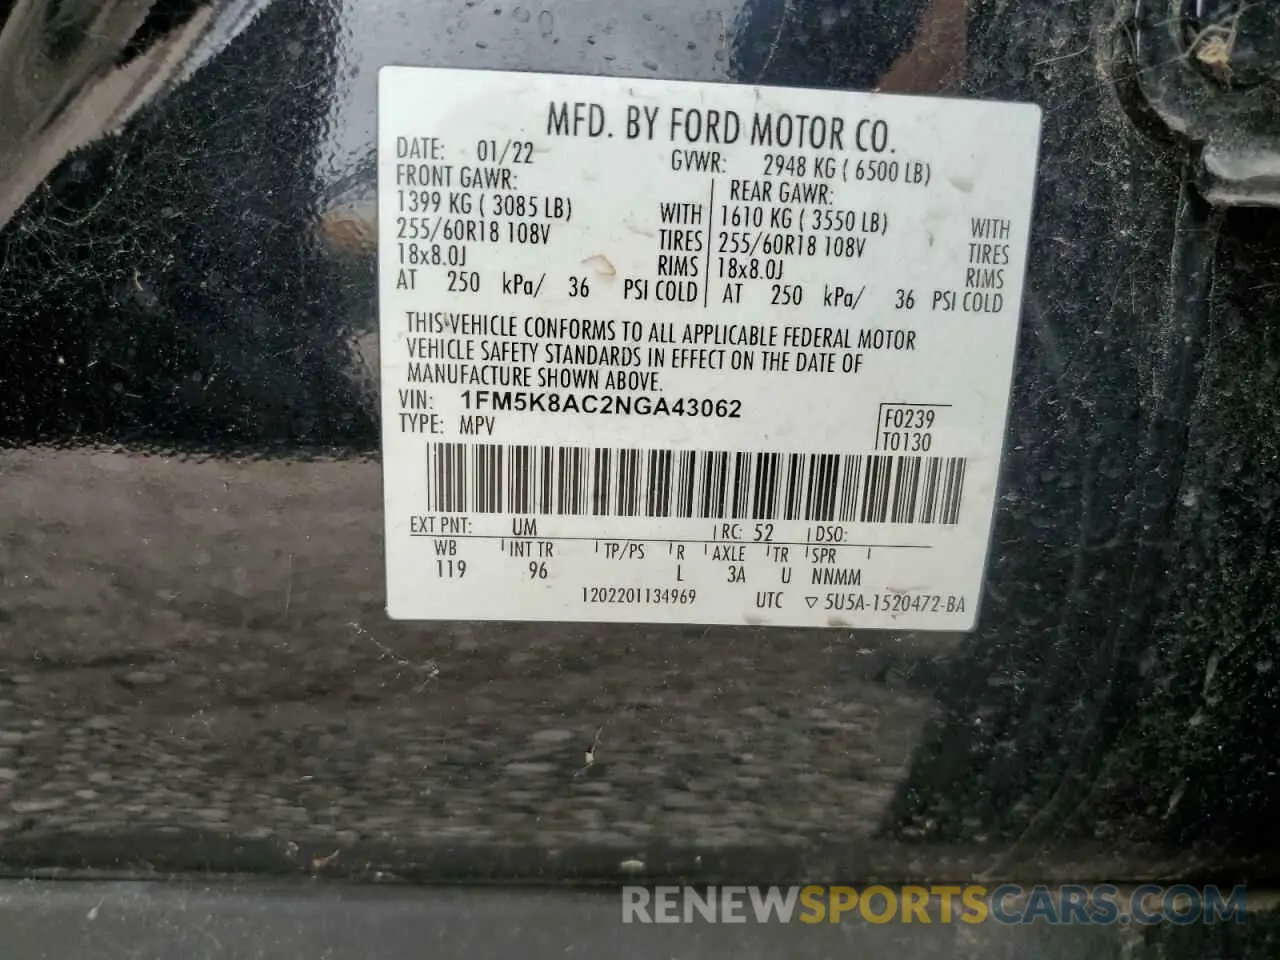 MFD. BY FORD MOTOR CO.
DATE: 01/22 GVWR: 2948 KG ( 6500 LB)
FRONT GAWR: REAR GAWR:
1399 KG ( 3085 LB) WITH 1610 KG ( 3550 LB) WITH
255/60R18 108V TIRES 255/60R18 108V TIRES
18x8.0J RIMS 18x8.0J RIMS
AT 250 kPa/ 36 PSI COLD AT 250 kPa/ 36 PSI COLD
THIS VEHICLE CONFORMS TO ALL APPLICABLE FEDERAL MOTOR
VEHICLE SAFETY STANDARDS IN EFFECT ON THE DATE OF
MANUFACTURE SHOWN ABOVE.
VIN: 1FM5K8AC2NGA43062 F0239
TYPE: MPV T0130
EXT PNT: UM RC: 52 DSO:
WB INT TR TP/PS R AXLE TR SPR
119 96 L 3A U NNMM
1202201134969 UTC ▽ 5U5A-1520472-BA
RENEWSPORTSCARS.COM